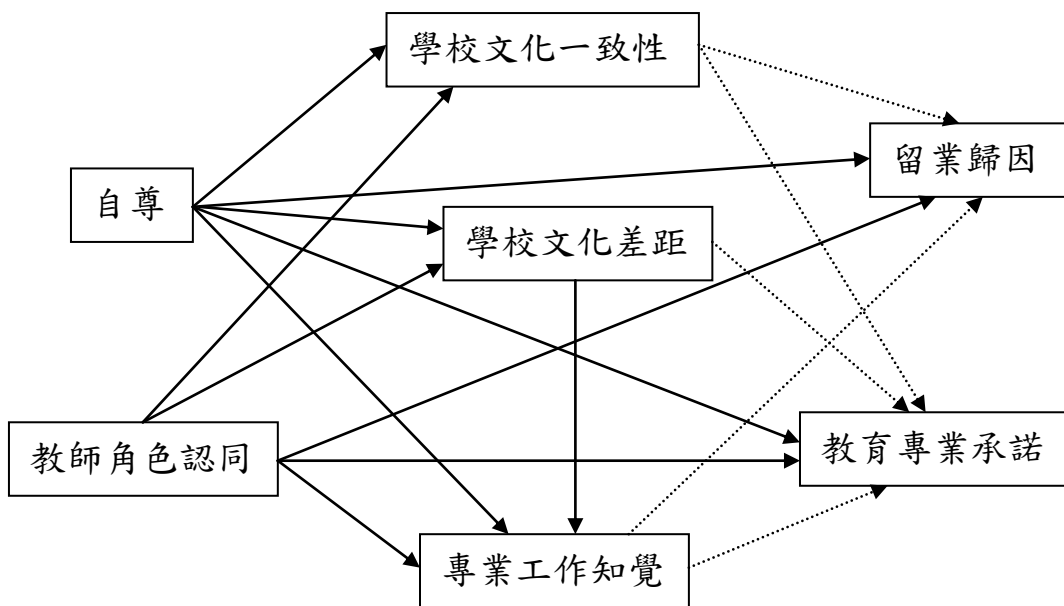 學校文化一致性
留業歸因
自尊
學校文化差距
教師角色認同
教育專業承諾
專業工作知覺